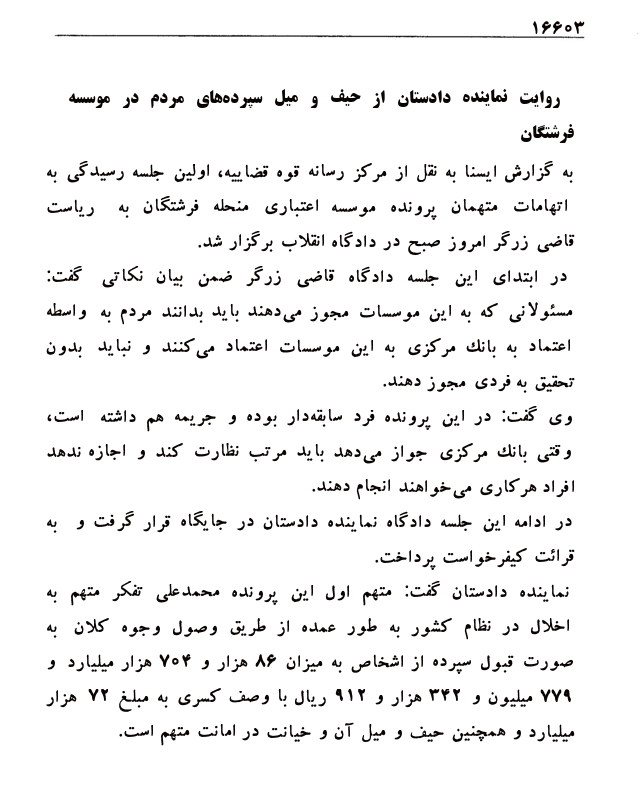 ۱۶۶۰۳
روایت نماینده دادستان از حیف و میل سپرده‌های مردم در موسسه
فرشتگان
به گزارش ایسنا به نقل از مرکز رسانه قوه قضاییه، اولین جلسه رسیدگی به
اتهامات متهمان پرونده موسسه اعتباری منحله فرشتگان به ریاست
قاضی زرگر امروز صبح در دادگاه انقلاب برگزار شد.
در ابتدای این جلسه دادگاه قاضی زرگر ضمن بیان نکاتی گفت:
مسئولانی که به این موسسات مجوز می‌دهند باید بدانند مردم به واسطه
اعتماد به بانک مرکزی به این موسسات اعتماد می‌کنند و نباید بدون
تحقیق به فردی مجوز دهند.
وی گفت: در این پرونده فرد سابقه‌دار بوده و جریمه هم داشته است،
وقتی بانک مرکزی جواز می‌دهد باید مرتب نظارت کند و اجازه ندهد
افراد هرکاری می‌خواهند انجام دهند.
در ادامه این جلسه دادگاه نماینده دادستان در جایگاه قرار گرفت و به
قرائت کیفرخواست پرداخت.
نماینده دادستان گفت: متهم اول این پرونده محمدعلی تفکر متهم به
اخلال در نظام کشور به طور عمده از طریق وصول وجوه کلان به
صورت قبول سپرده از اشخاص به میزان ۸۶ هزار و ۷۰۴ هزار میلیارد و
۷۷۹ میلیون و ۳۴۲ هزار و ۹۱۲ ریال با وصف کسری به مبلغ ۷۲ هزار
میلیارد و همچنین حیف و میل آن و خیانت در امانت متهم است.